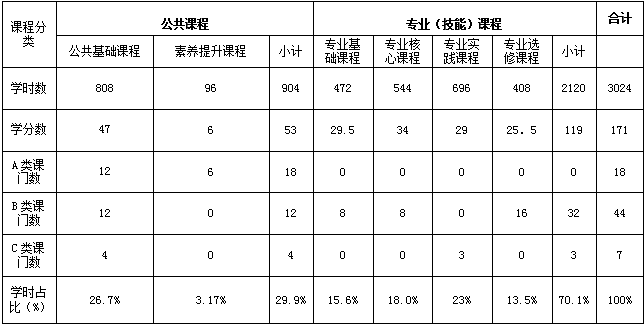 课程分类 公共课程 专业（技能）课程 合计
公共基础课程 素养提升课程 小计 专业基础课程 专业核心课程 专业实践课程 专业选修课程 小计
学时数 808 96 904 472 544 696 408 2120 3024
学分数 47 6 53 29.5 34 29 25.5 119 171
A类课门数 12 6 18 0 0 0 0 0 18
B类课门数 12 0 12 8 8 0 16 32 44
C类课门数 4 0 4 0 0 3 0 3 7
学时占比（%） 26.7% 3.17% 29.9% 15.6% 18.0% 23% 13.5% 70.1% 100%